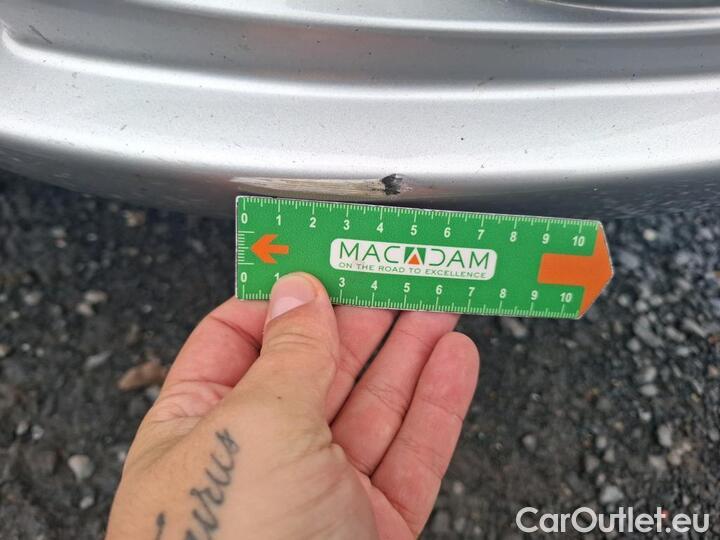 0 1 2 3 4 5 6 7 8 9 10
MACADAM
ON THE ROAD TO EXCELLENCE
0 1 3 4 5 6 7 8 9 10
CarOutlet.eu